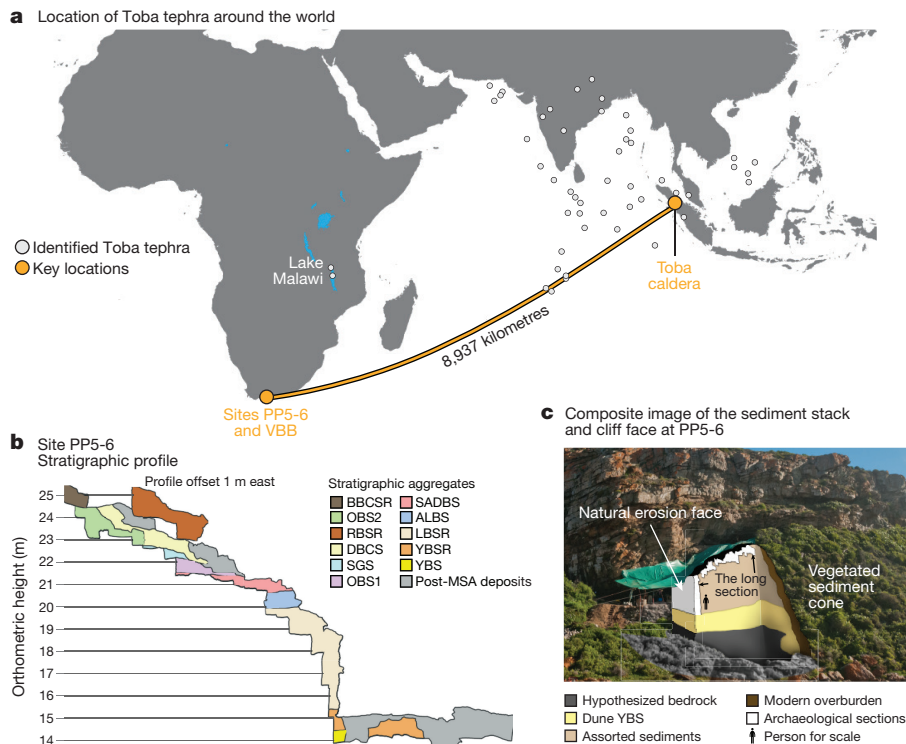 a Location of Toba tephra around the world
Identified Toba tephra
Key locations
Lake
Malawi
Toba
caldera
8,937 kilometres
Sites PP5-6
and VBB
b Site PP5-6
Stratigraphic profile
Profile offset 1 m east
Orthometric height (m)
25
24
23
22
21
20
19
18
17
16
15
14
Stratigraphic aggregates
BBCSR
OBS2
RBSR
DBCS
SGS
OBS1
SADBS
ALBS
LBSR
YBSR
YBS
Post-MSA deposits
c Composite image of the sediment stack
and cliff face at PP5-6
Natural erosion face
The long
section
Vegetated
sediment
cone
Hypothesized bedrock
Dune YBS
Assorted sediments
Modern overburden
Archaeological sections
Person for scale